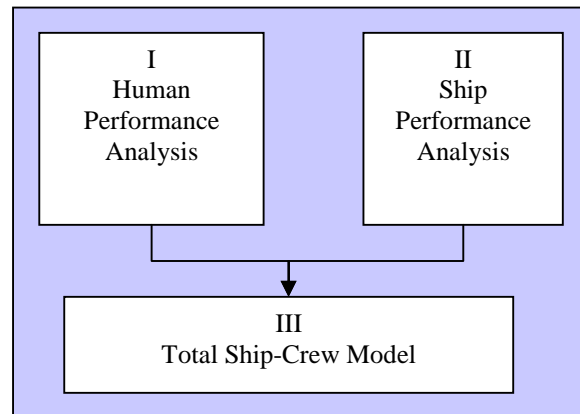 I
Human
Performance
Analysis
II
Ship
Performance
Analysis
III
Total Ship-Crew Model